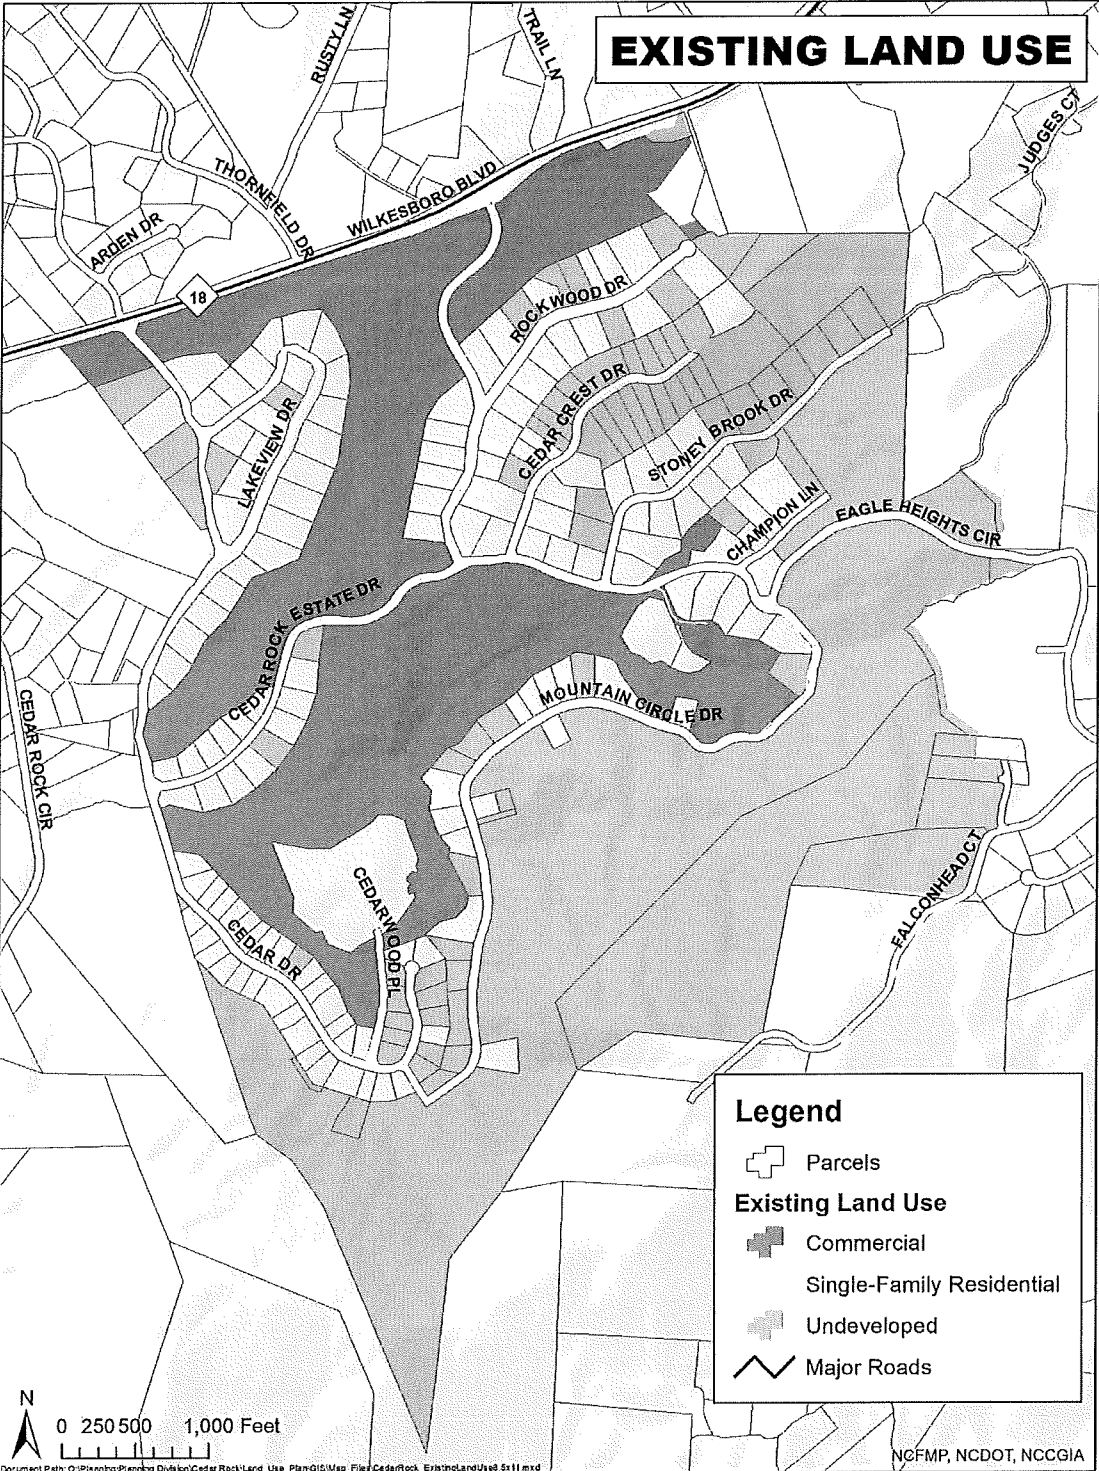 EXISTING LAND USE
RUSTY LN
TRAIL LN
JUDGES CT
THORNFIELD DR
WILKESBORO BLVD
ARDEN DR
18
ROCKWOOD DR
CEDAR CREST DR
LAKEVIEW DR
STONEY BROOK DR
CHAMPION LN
EAGLE HEIGHTS CIR
CEDAR ROCK ESTATE DR
MOUNTAIN CIRCLE DR
CEDAR ROCK CIR
FALCONHEAD CT
CEDARWOOD PL
CEDAR DR
Legend
Parcels
Existing Land Use
Commercial
Single-Family Residential
Undeveloped
Major Roads
N
0 250 500 1,000 Feet
NCFMP, NCDOT, NCCGIA